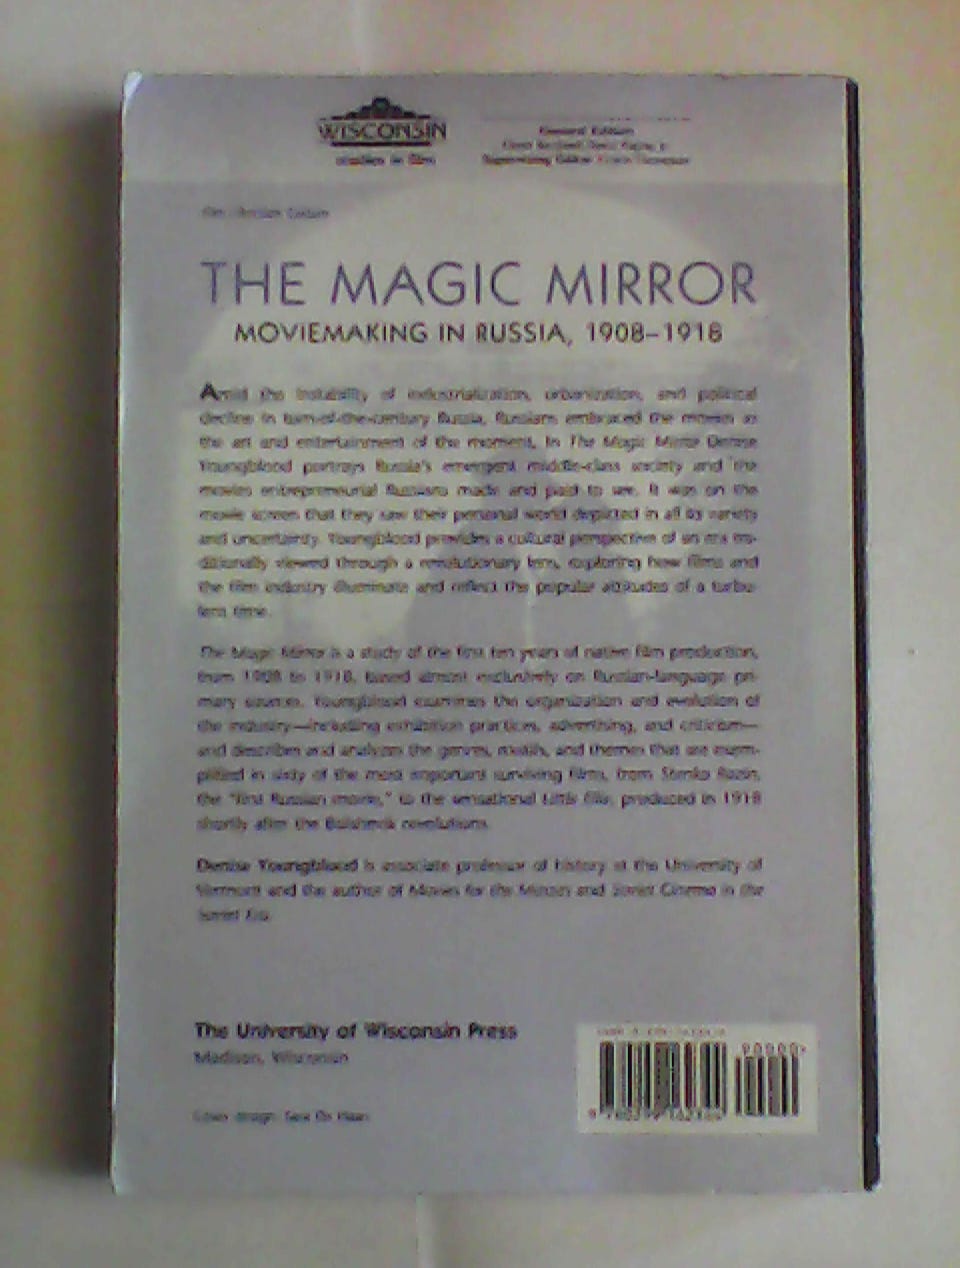 WISCONSIN
studies in film
General Editors
Supervising Editor Kristin Thompson
THE MAGIC MIRROR
MOVIEMAKING IN RUSSIA, 1908–1918
Amid the instability of industrialization, urbanization, and political
decline in turn-of-the-century Russia, Russians embraced the movies as
the art and entertainment of the moment. In The Magic Mirror Denise
Youngblood portrays Russia's emergent middle-class society and the
movies entrepreneurial Russians made and paid to see. It was on the
movie screen that they saw their personal world depicted in all its variety
and uncertainty. Youngblood provides a cultural perspective of an era tra-
ditionally viewed through a revolutionary lens, exploring how films and
the film industry illuminate and reflect the popular attitudes of a turbu-
lent time.
The Magic Mirror is a study of the first ten years of native film production,
from 1908 to 1918, based almost exclusively on Russian-language pri-
mary sources. Youngblood examines the organization and evolution of
the industry—including exhibition practices, advertising, and criticism—
and describes and analyzes the genres, motifs, and themes that are exem-
plified in sixty of the most important surviving films, from Stenka Razin,
the "first Russian movie," to the sensational Little Ellie, produced in 1918
shortly after the Bolshevik revolutions.
Denise Youngblood is associate professor of history at the University of
Vermont and the author of Movies for the Masses and Soviet Cinema in the
Soviet Era.
The University of Wisconsin Press
Madison, Wisconsin
Cover design:
90000